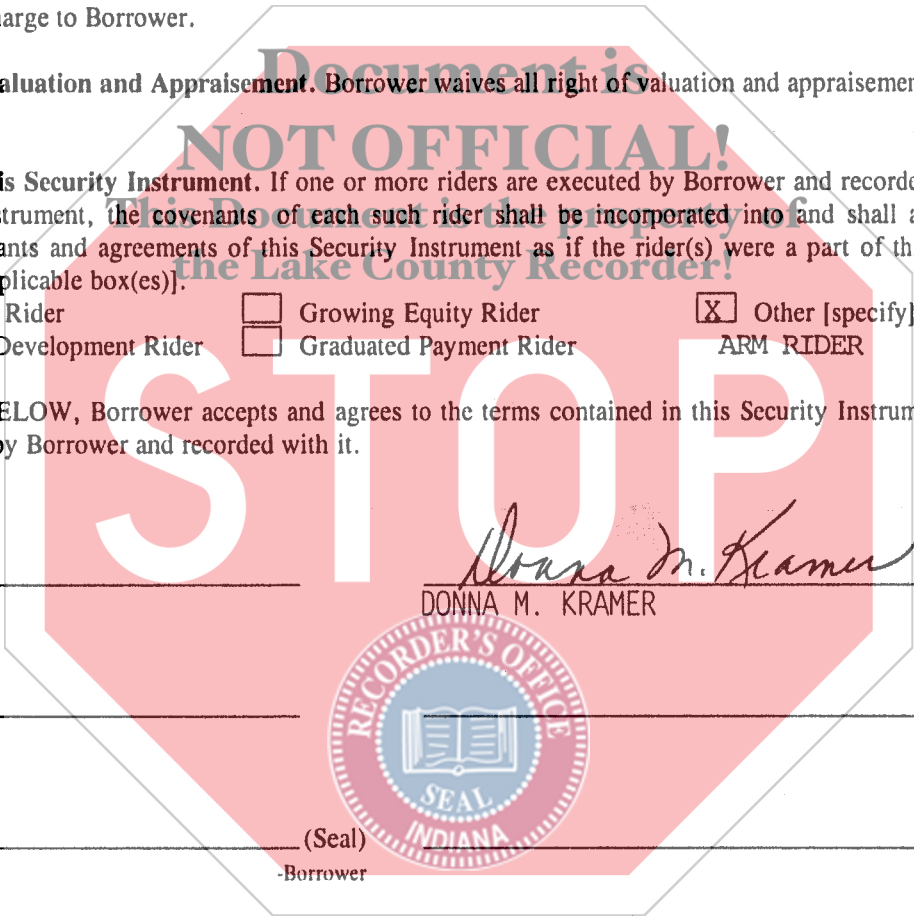 arge to Borrower.
aluation and Appraisement. Borrower waives all right of valuation and appraisemen
Document is
NOT OFFICIAL!
This Document is the property of
the Lake County Recorder!
is Security Instrument. If one or more riders are executed by Borrower and recorde
strument, the covenants of each such rider shall be incorporated into and shall a
ants and agreements of this Security Instrument as if the rider(s) were a part of th
plicable box(es)].
Rider Growing Equity Rider X Other [specify]
Development Rider Graduated Payment Rider ARM RIDER
ELOW, Borrower accepts and agrees to the terms contained in this Security Instrum
by Borrower and recorded with it.
STOP
Donna M. Kramer
DONNA M. KRAMER
RECORDER'S OFFICE
SEAL
INDIANA
(Seal)
-Borrower